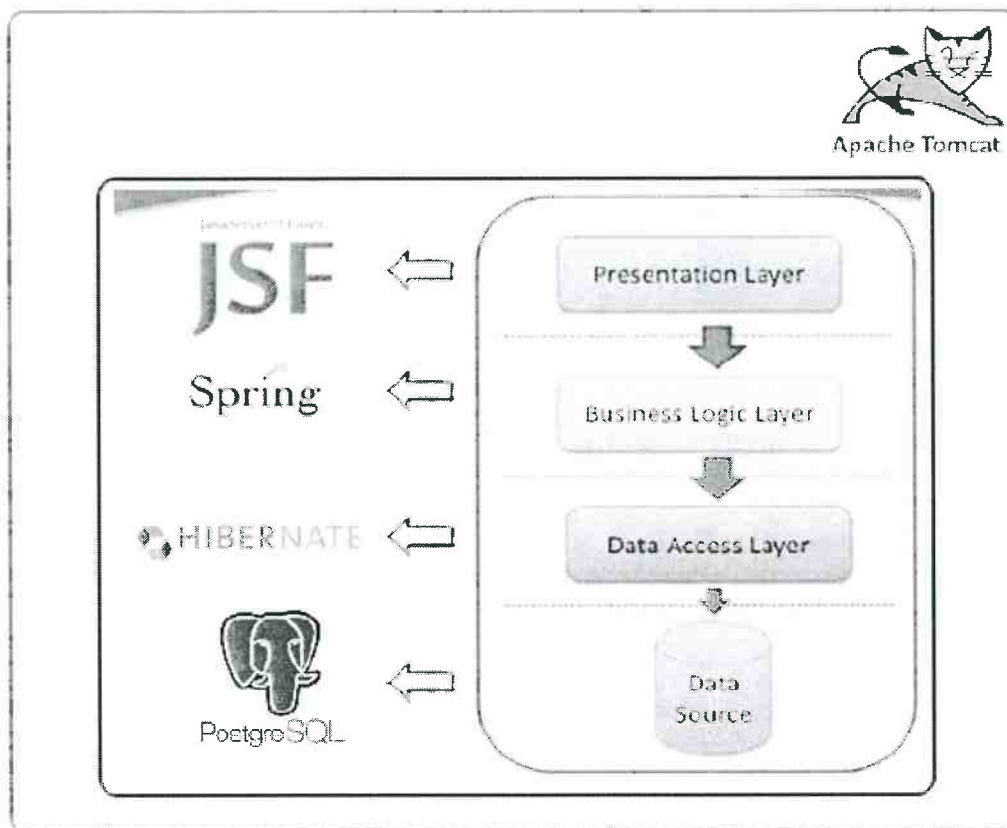 Apache Tomcat
JSF
Presentation Layer
Spring
Business Logic Layer
HIBERNATE
Data Access Layer
PostgreSQL
Data
Source